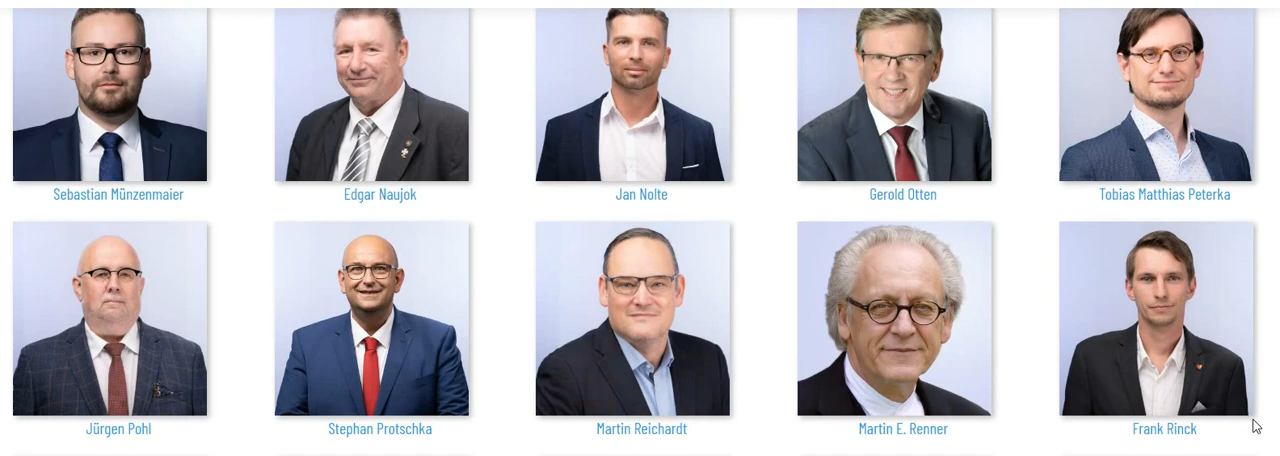 Sebastian Münzenmaier
Edgar Naujok
Jan Nolte
Gerold Otten
Tobias Matthias Peterka
Jürgen Pohl
Stephan Protschka
Martin Reichardt
Martin E. Renner
Frank Rinck